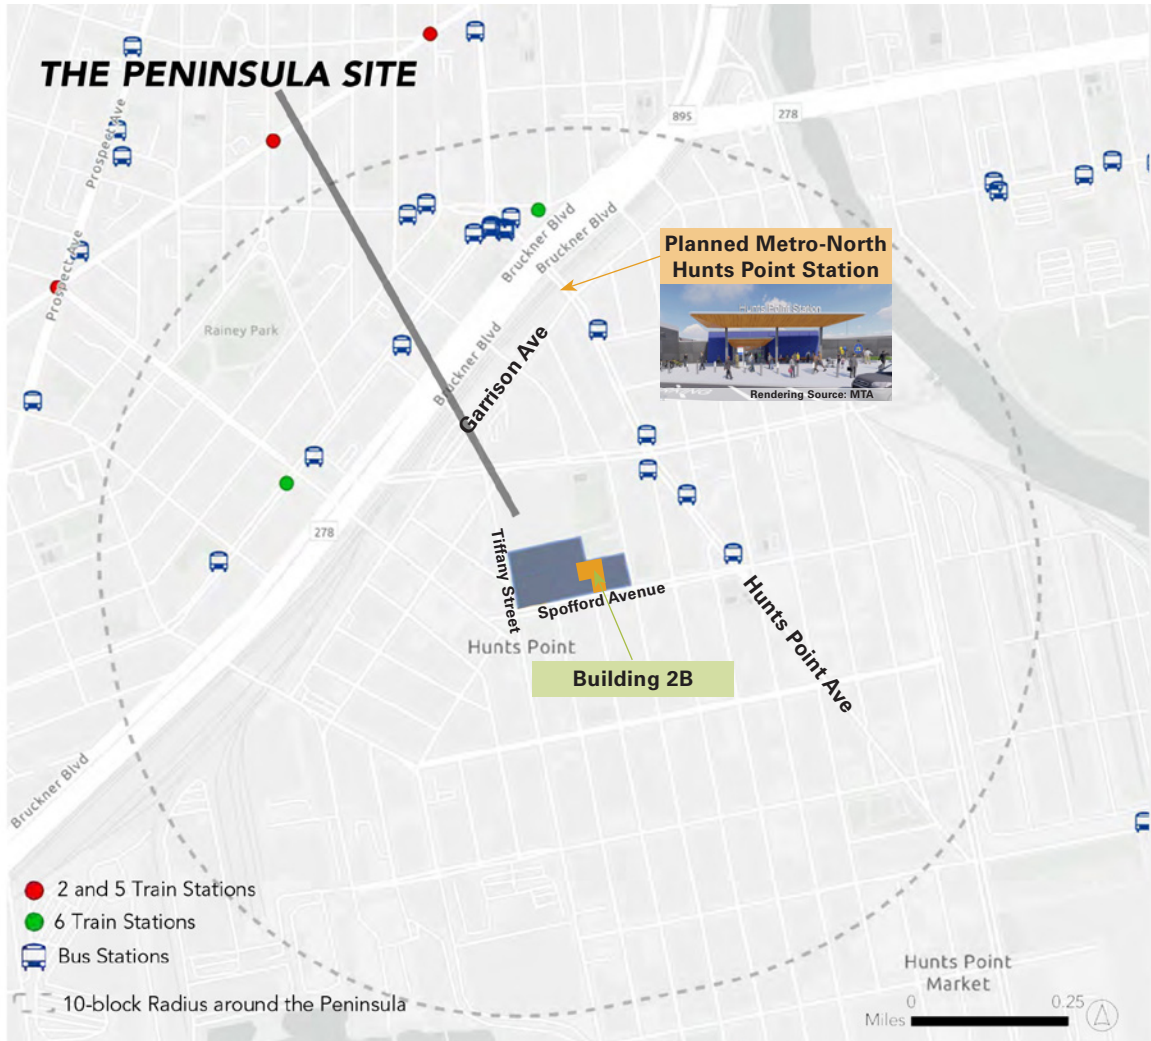 THE PENINSULA SITE
Prospect Ave
895
278
Bruckner Blvd
Bruckner Blvd
Planned Metro-North
Hunts Point Station
Hunts Point Station
Rendering Source: MTA
Prospect Ave
Rainey Park
Bruckner Blvd
Garrison Ave
278
Tiffany Street
Spofford Avenue
Hunts Point
Building 2B
Hunts Point Ave
Bruckner Blvd
2 and 5 Train Stations
6 Train Stations
Bus Stations
10-block Radius around the Peninsula
Hunts Point
Market
0
0.25
Miles
A